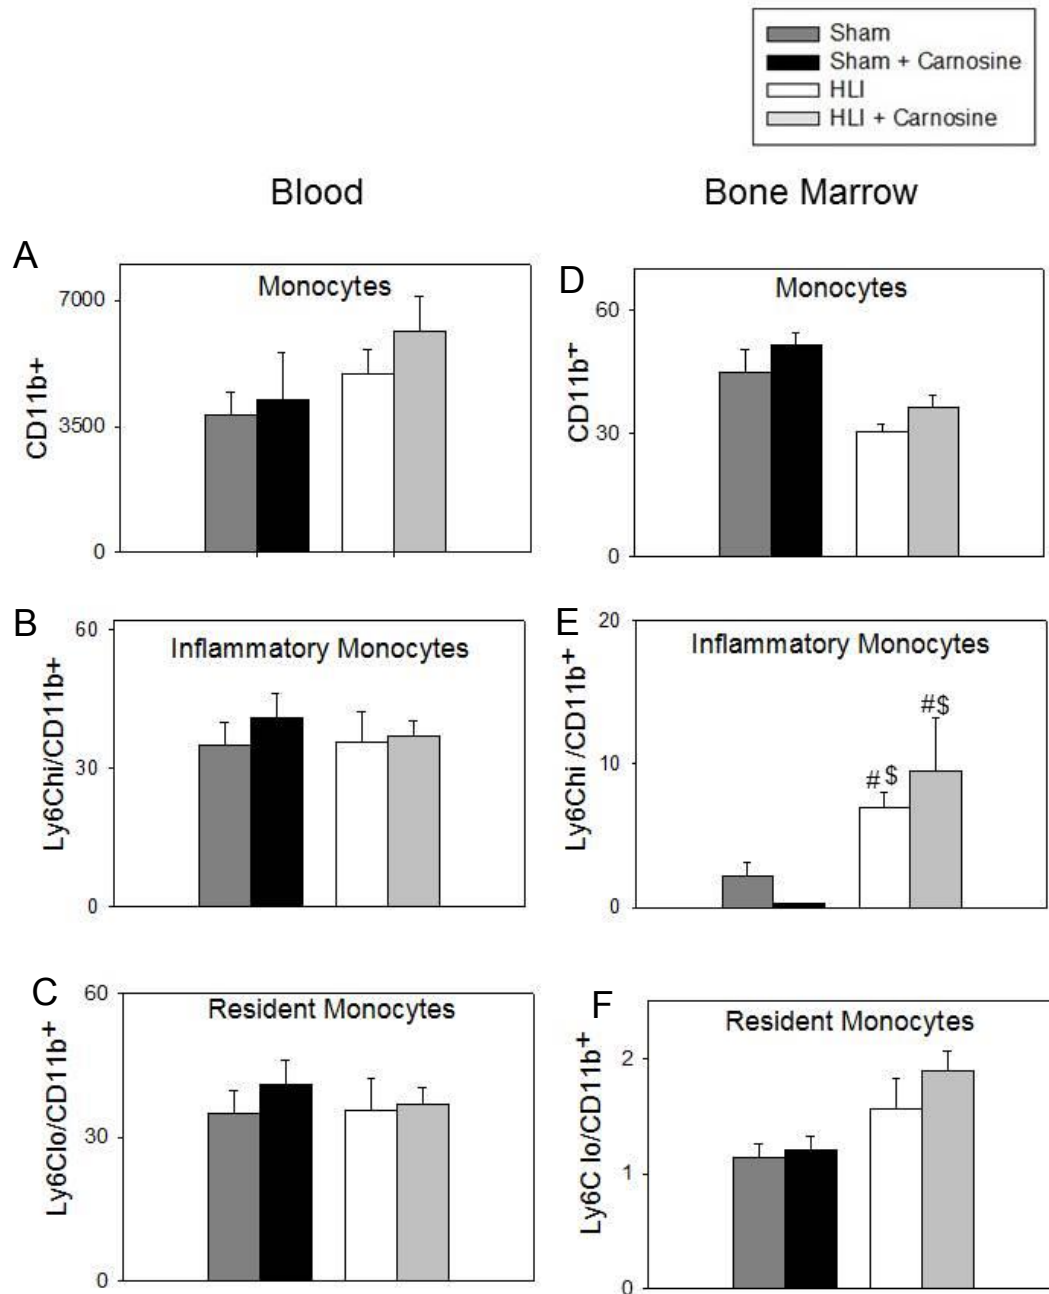 Sham
Sham + Carnosine
HLI
HLI + Carnosine
Blood
Bone Marrow
A
Monocytes
CD11b+
7000
3500
0
D
Monocytes
CD11b+
60
30
0
B
Inflammatory Monocytes
Ly6Chi/CD11b+
60
30
0
E
Inflammatory Monocytes
Ly6Chi /CD11b+
20
10
0
#$
#$
C
Resident Monocytes
Ly6Clo/CD11b+
60
30
0
F
Resident Monocytes
Ly6C lo/CD11b+
2
1
0